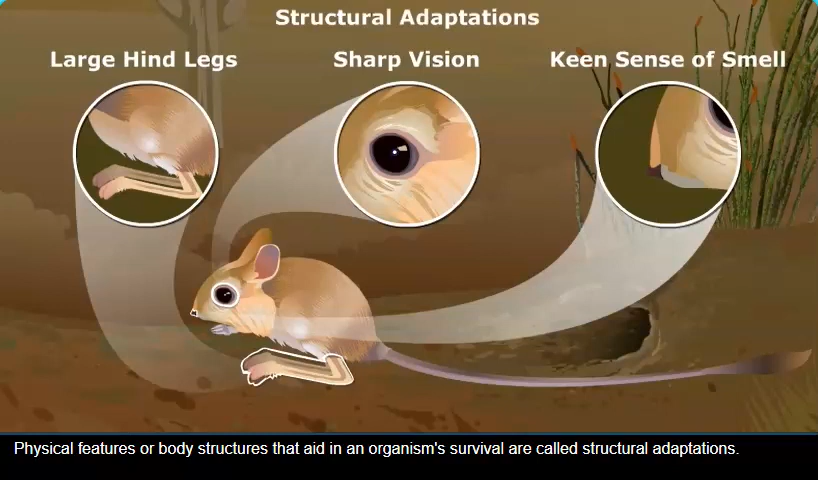 Structural Adaptations
Large Hind Legs
Sharp Vision
Keen Sense of Smell
Physical features or body structures that aid in an organism's survival are called structural adaptations.